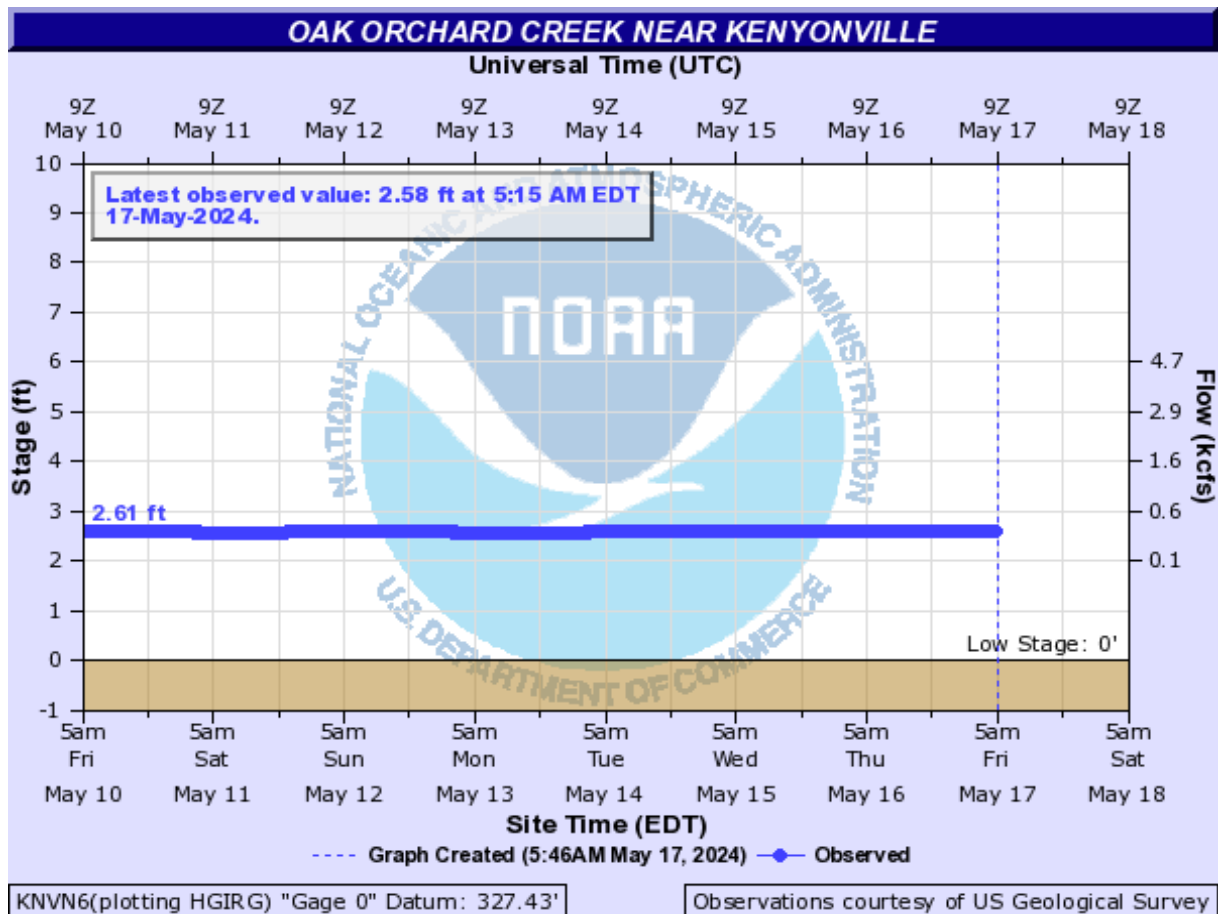 OAK ORCHARD CREEK NEAR KENYONVILLE
Universal Time (UTC)
9Z 9Z 9Z 9Z 9Z 9Z 9Z 9Z 9Z
May 10 May 11 May 12 May 13 May 14 May 15 May 16 May 17 May 18
Latest observed value: 2.58 ft at 5:15 AM EDT
17-May-2024.
NATIONAL OCEANIC AND ATMOSPHERIC ADMINISTRATION
NOAA
U.S. DEPARTMENT OF COMMERCE
Stage (ft)
10
9
8
7
6
5
4
3
2
1
0
-1
2.61 ft
Flow (kcfs)
4.7
2.9
1.6
0.6
0.1
Low Stage: 0'
5am 5am 5am 5am 5am 5am 5am 5am 5am
Fri Sat Sun Mon Tue Wed Thu Fri Sat
May 10 May 11 May 12 May 13 May 14 May 15 May 16 May 17 May 18
Site Time (EDT)
Graph Created (5:46AM May 17, 2024) Observed
KNVN6(plotting HGIRG) "Gage 0" Datum: 327.43'
Observations courtesy of US Geological Survey